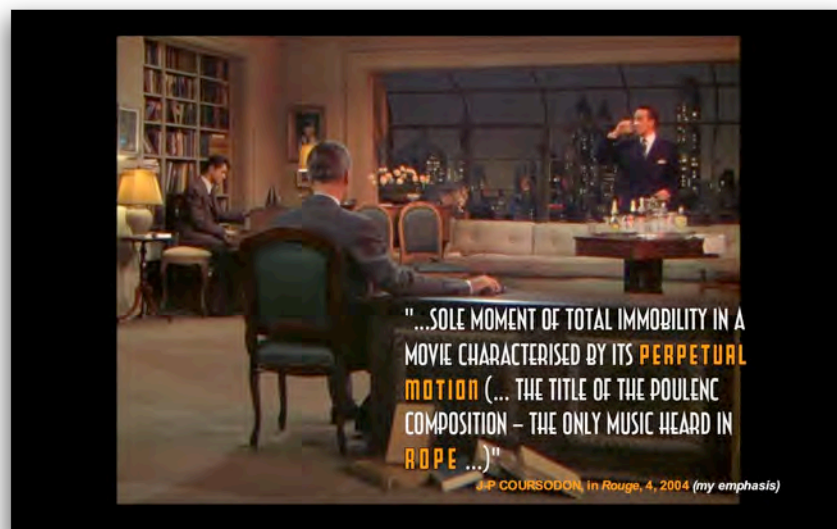 "...SOLE MOMENT OF TOTAL IMMOBILITY IN A
MOVIE CHARACTERISED BY ITS PERPETUAL
MOTION (... THE TITLE OF THE POULENC
COMPOSITION – THE ONLY MUSIC HEARD IN
ROPE ...)"
J-P COURSODON, in Rouge, 4, 2004 (my emphasis)